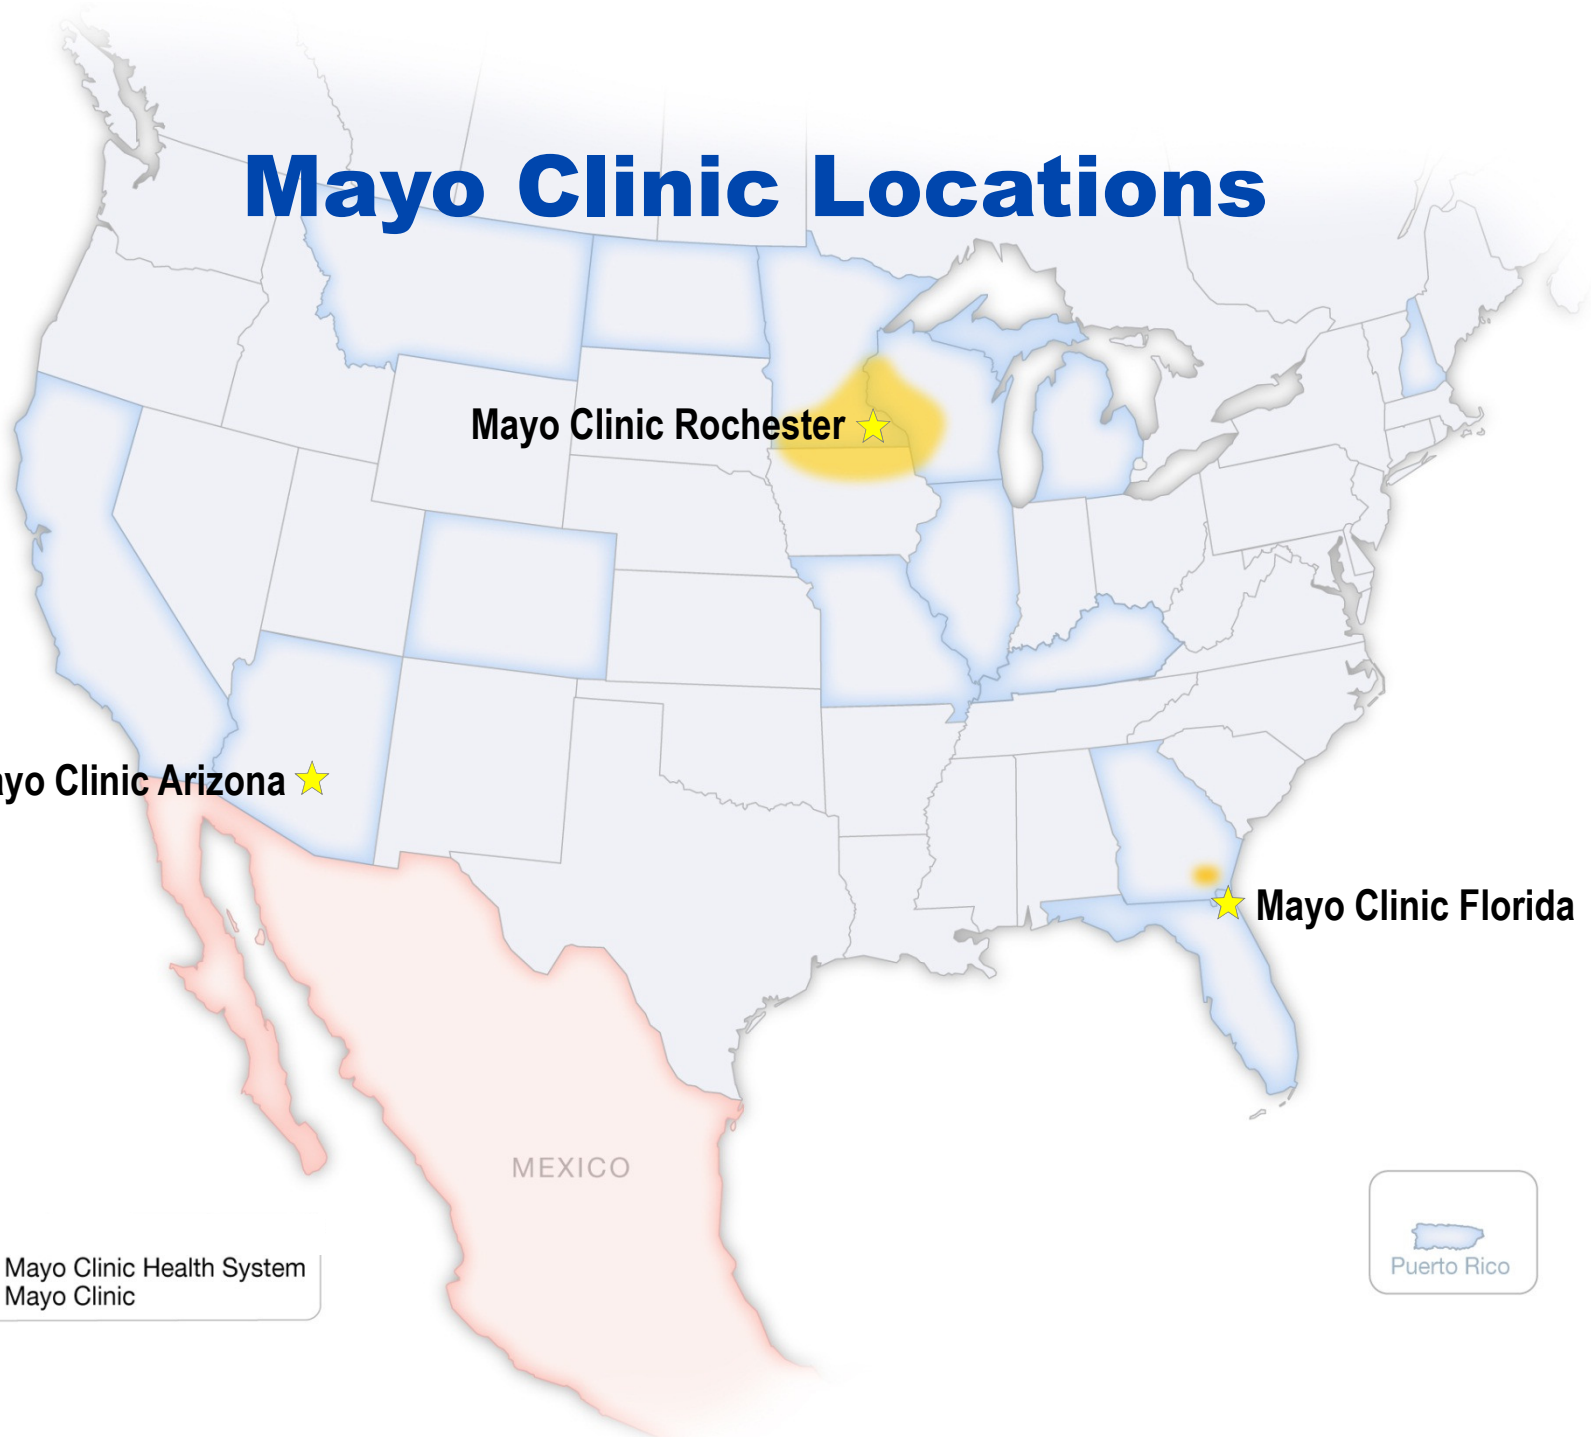 Mayo Clinic Locations
Mayo Clinic Rochester
ayo Clinic Arizona
Mayo Clinic Florida
MEXICO
Mayo Clinic Health System
Mayo Clinic
Puerto Rico